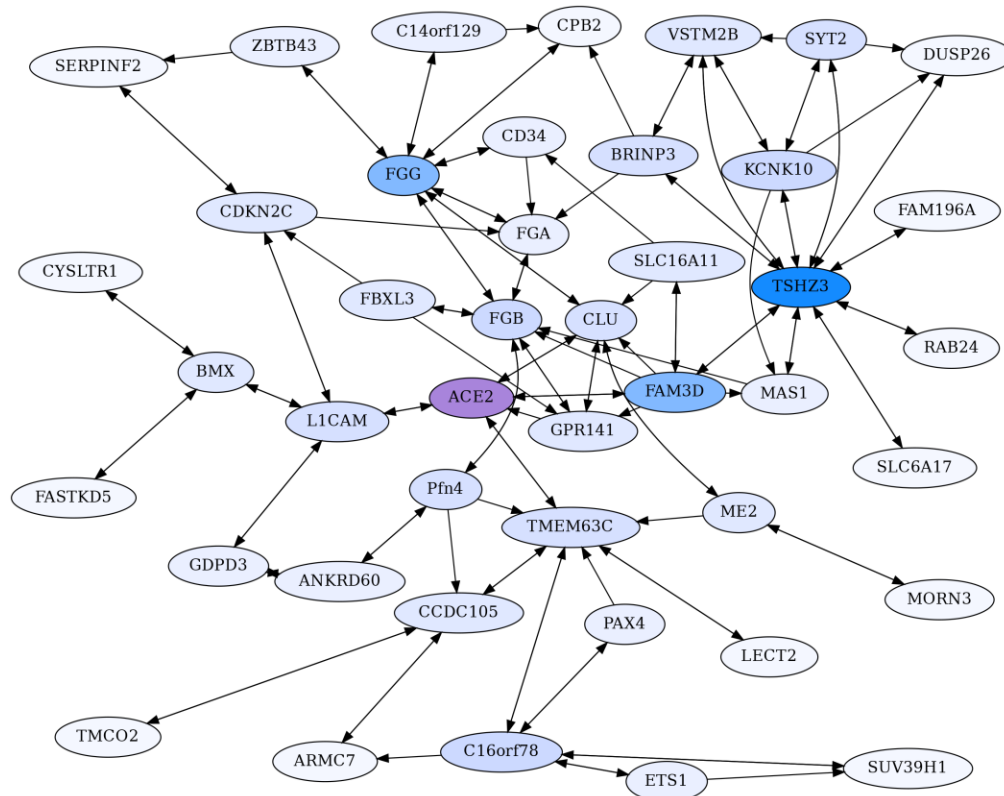 C14orf129
CPB2
VSTM2B
SYT2
ZBTB43
DUSP26
SERPINF2
CD34
BRINP3
KCNK10
FGG
CDKN2C
FAM196A
FGA
SLC16A11
CYSLTR1
TSHZ3
FBXL3
FGB
CLU
RAB24
BMX
ACE2
FAM3D
MAS1
L1CAM
GPR141
SLC6A17
FASTKD5
Pfn4
ME2
TMEM63C
GDPD3
ANKRD60
MORN3
CCDC105
PAX4
LECT2
TMCO2
C16orf78
ARMC7
SUV39H1
ETS1